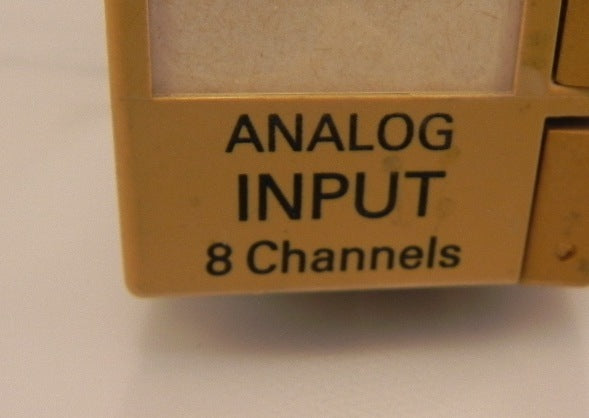 ANALOG
INPUT
8 Channels